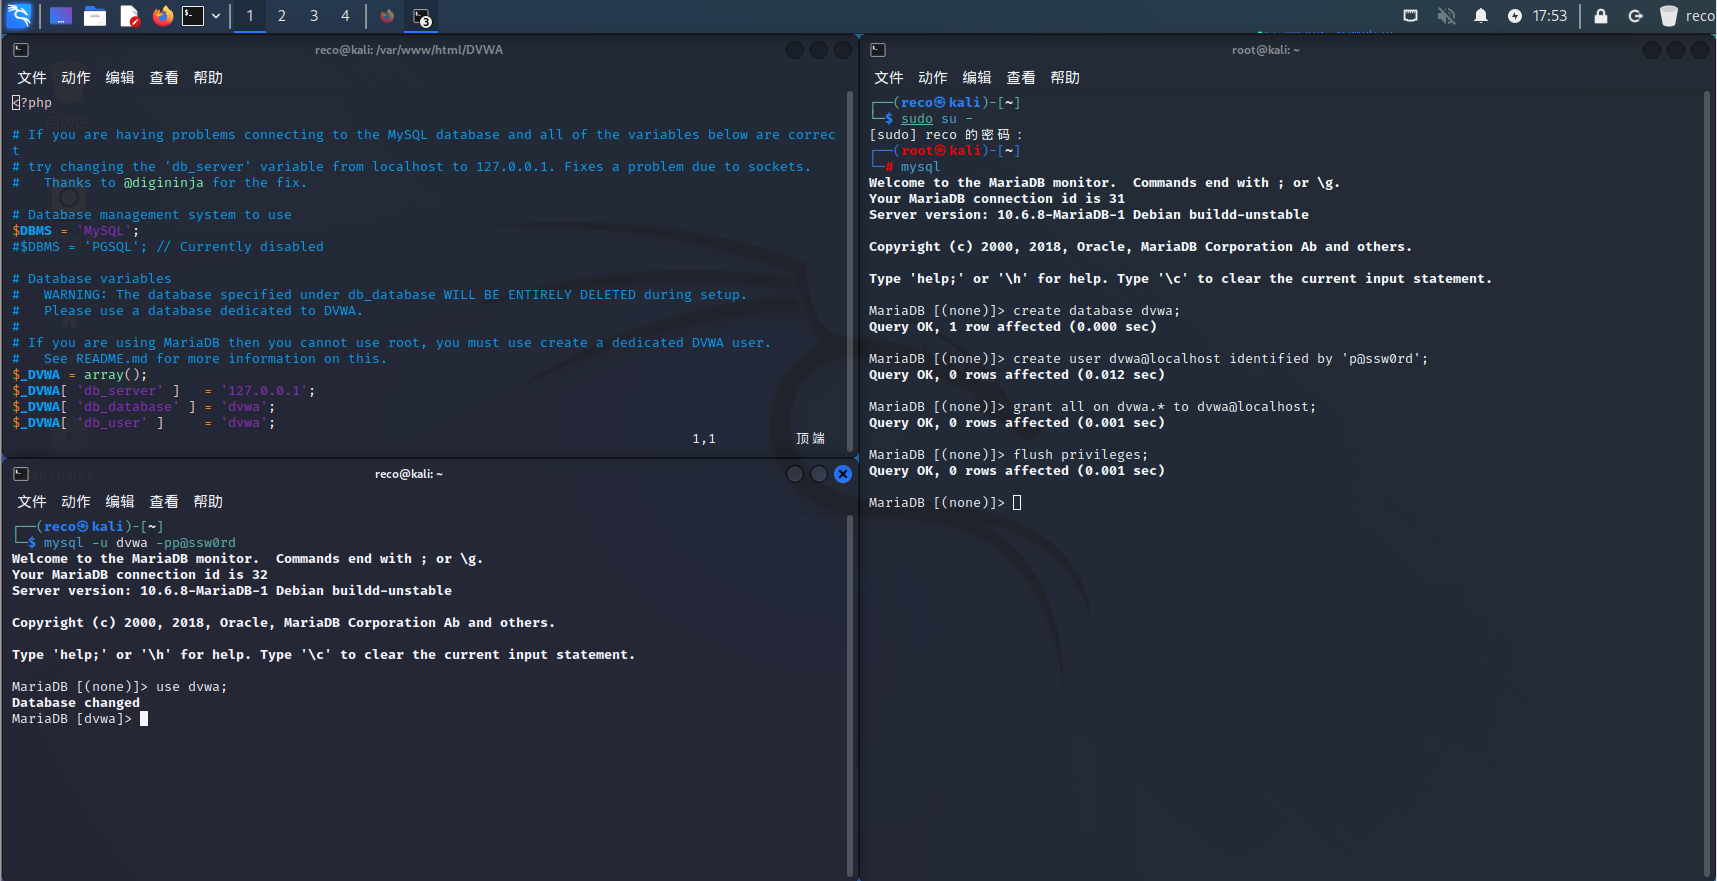 1 2 3 4 3 17:53 reco
reco@kali: /var/www/html/DVWA
文件 动作 编辑 查看 帮助
<?php
# If you are having problems connecting to the MySQL database and all of the variables below are correc
t
# try changing the 'db_server' variable from localhost to 127.0.0.1. Fixes a problem due to sockets.
#   Thanks to @digininja for the fix.
# Database management system to use
$DBMS = 'MySQL';
#$DBMS = 'PGSQL'; // Currently disabled
# Database variables
#   WARNING: The database specified under db_database WILL BE ENTIRELY DELETED during setup.
#   Please use a database dedicated to DVWA.
#
# If you are using MariaDB then you cannot use root, you must use create a dedicated DVWA user.
#   See README.md for more information on this.
$_DVWA = array();
$_DVWA[ 'db_server' ]   = '127.0.0.1';
$_DVWA[ 'db_database' ] = 'dvwa';
$_DVWA[ 'db_user' ]     = 'dvwa';
1,1 顶端
reco@kali: ~
文件 动作 编辑 查看 帮助
┌──(reco㉿kali)-[~]
└─$ mysql -u dvwa -pp@ssw0rd
Welcome to the MariaDB monitor.  Commands end with ; or \g.
Your MariaDB connection id is 32
Server version: 10.6.8-MariaDB-1 Debian buildd-unstable
Copyright (c) 2000, 2018, Oracle, MariaDB Corporation Ab and others.
Type 'help;' or '\h' for help. Type '\c' to clear the current input statement.
MariaDB [(none)]> use dvwa;
Database changed
MariaDB [dvwa]>
root@kali: ~
文件 动作 编辑 查看 帮助
┌──(reco㉿kali)-[~]
└─$ sudo su -
[sudo] reco 的密码：
┌──(root㉿kali)-[~]
└─# mysql
Welcome to the MariaDB monitor.  Commands end with ; or \g.
Your MariaDB connection id is 31
Server version: 10.6.8-MariaDB-1 Debian buildd-unstable
Copyright (c) 2000, 2018, Oracle, MariaDB Corporation Ab and others.
Type 'help;' or '\h' for help. Type '\c' to clear the current input statement.
MariaDB [(none)]> create database dvwa;
Query OK, 1 row affected (0.000 sec)
MariaDB [(none)]> create user dvwa@localhost identified by 'p@ssw0rd';
Query OK, 0 rows affected (0.012 sec)
MariaDB [(none)]> grant all on dvwa.* to dvwa@localhost;
Query OK, 0 rows affected (0.001 sec)
MariaDB [(none)]> flush privileges;
Query OK, 0 rows affected (0.001 sec)
MariaDB [(none)]>